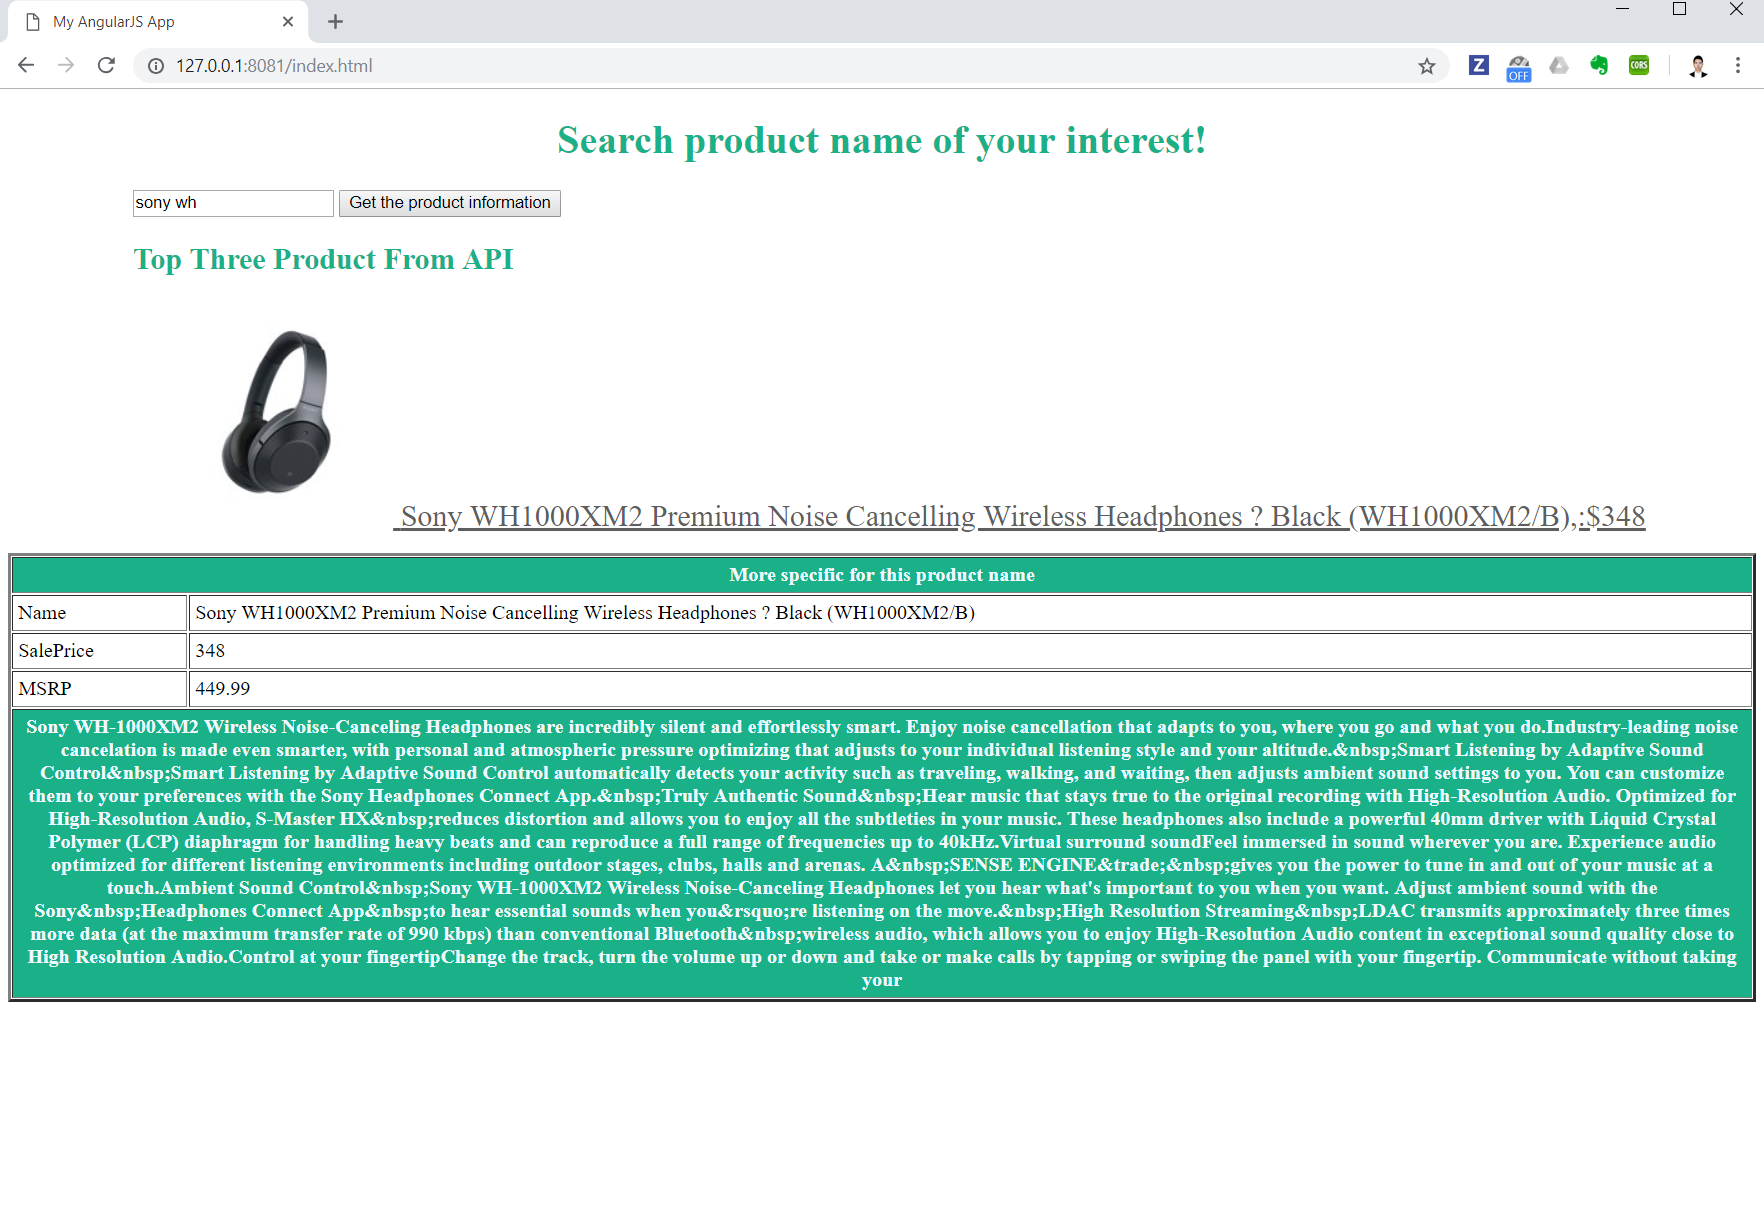 My AngularJS App
127.0.0.1:8081/index.html
Z
OFF
CORS
Search product name of your interest!
sony wh
Get the product information
Top Three Product From API
Sony WH1000XM2 Premium Noise Cancelling Wireless Headphones ? Black (WH1000XM2/B),:$348
More specific for this product name
Name
Sony WH1000XM2 Premium Noise Cancelling Wireless Headphones ? Black (WH1000XM2/B)
SalePrice
348
MSRP
449.99
Sony WH-1000XM2 Wireless Noise-Canceling Headphones are incredibly silent and effortlessly smart. Enjoy noise cancellation that adapts to you, where you go and what you do.Industry-leading noise
cancelation is made even smarter, with personal and atmospheric pressure optimizing that adjusts to your individual listening style and your altitude.&nbsp;Smart Listening by Adaptive Sound
Control&nbsp;Smart Listening by Adaptive Sound Control automatically detects your activity such as traveling, walking, and waiting, then adjusts ambient sound settings to you. You can customize
them to your preferences with the Sony Headphones Connect App.&nbsp;Truly Authentic Sound&nbsp;Hear music that stays true to the original recording with High-Resolution Audio. Optimized for
High-Resolution Audio, S-Master HX&nbsp;reduces distortion and allows you to enjoy all the subtleties in your music. These headphones also include a powerful 40mm driver with Liquid Crystal
Polymer (LCP) diaphragm for handling heavy beats and can reproduce a full range of frequencies up to 40kHz.Virtual surround soundFeel immersed in sound wherever you are. Experience audio
optimized for different listening environments including outdoor stages, clubs, halls and arenas. A&nbsp;SENSE ENGINE&trade;&nbsp;gives you the power to tune in and out of your music at a
touch.Ambient Sound Control&nbsp;Sony WH-1000XM2 Wireless Noise-Canceling Headphones let you hear what's important to you when you want. Adjust ambient sound with the
Sony&nbsp;Headphones Connect App&nbsp;to hear essential sounds when you&rsquo;re listening on the move.&nbsp;High Resolution Streaming&nbsp;LDAC transmits approximately three times
more data (at the maximum transfer rate of 990 kbps) than conventional Bluetooth&nbsp;wireless audio, which allows you to enjoy High-Resolution Audio content in exceptional sound quality close to
High Resolution Audio.Control at your fingertipChange the track, turn the volume up or down and take or make calls by tapping or swiping the panel with your fingertip. Communicate without taking
your